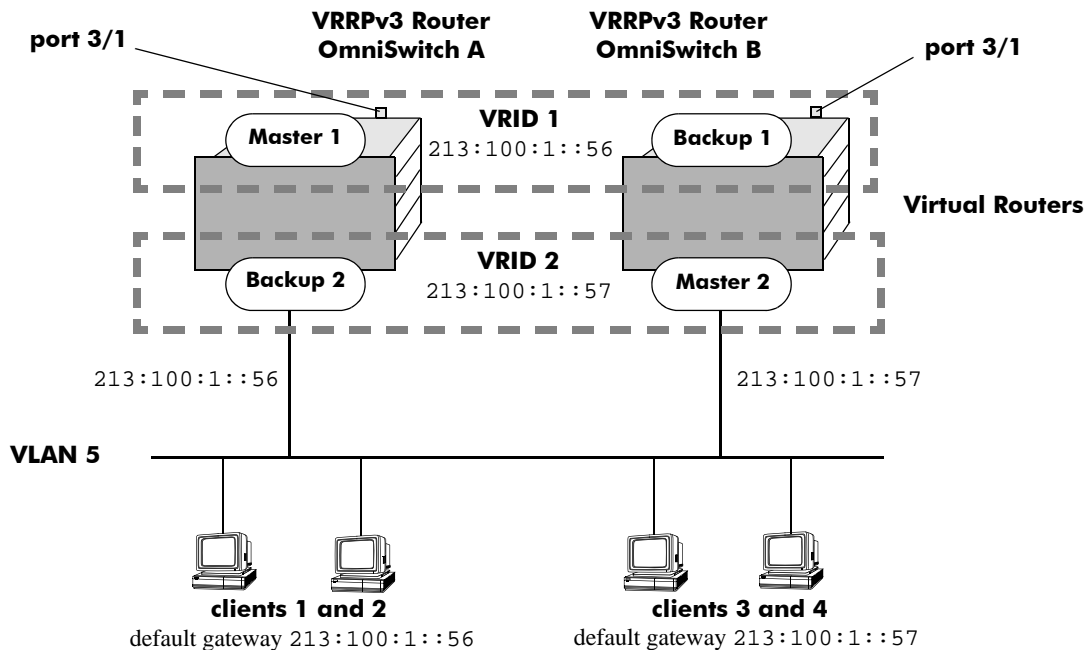 VRRPv3 Router
OmniSwitch A
VRRPv3 Router
OmniSwitch B
port 3/1
port 3/1
VRID 1
213:100:1::56
Master 1
Backup 1
Virtual Routers
VRID 2
213:100:1::57
Backup 2
Master 2
213:100:1::56
213:100:1::57
VLAN 5
clients 1 and 2
default gateway 213:100:1::56
clients 3 and 4
default gateway 213:100:1::57